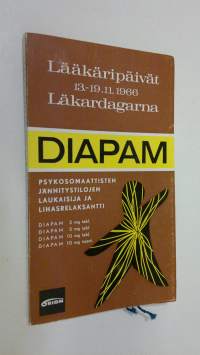 Lääkäripäivät
13.-19.11.1966
Läkardagarna
DIAPAM
PSYKOSOMAATTISTEN
JÄNNITYSTILOJEN
LAUKAISIJA JA
LIHASRELAKSANTTI
DIAPAM 2 mg tabl.
DIAPAM 5 mg tabl.
DIAPAM 10 mg tabl.
DIAPAM 10 mg supp.
ORION